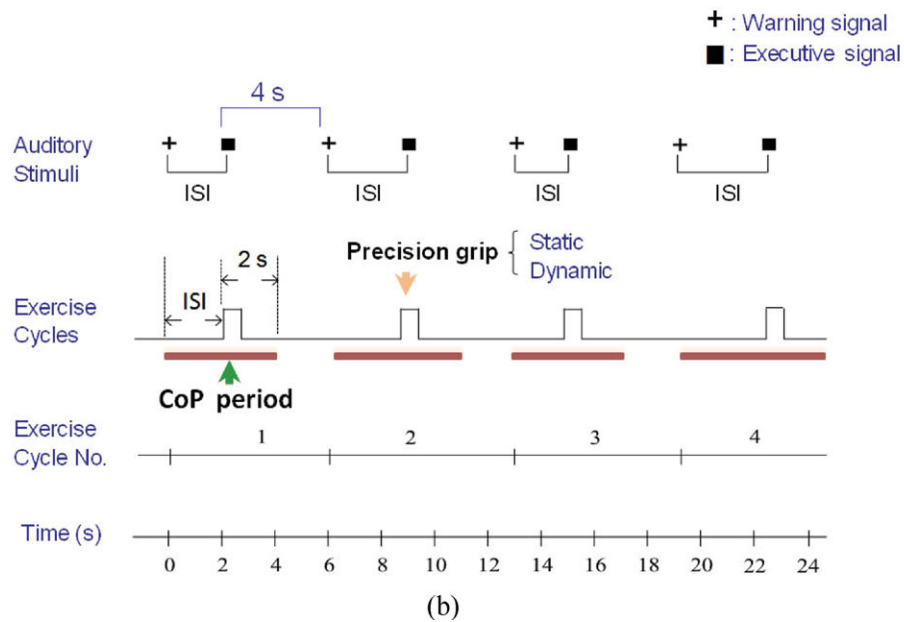 + : Warning signal
■ : Executive signal
4 s
Auditory
Stimuli
+ ■ + ■ + ■ + ■
ISI ISI ISI ISI
Precision grip { Static
Dynamic
2 s
ISI
Exercise
Cycles
CoP period
Exercise
Cycle No.
1 2 3 4
Time (s)
0 2 4 6 8 10 12 14 16 18 20 22 24
(b)